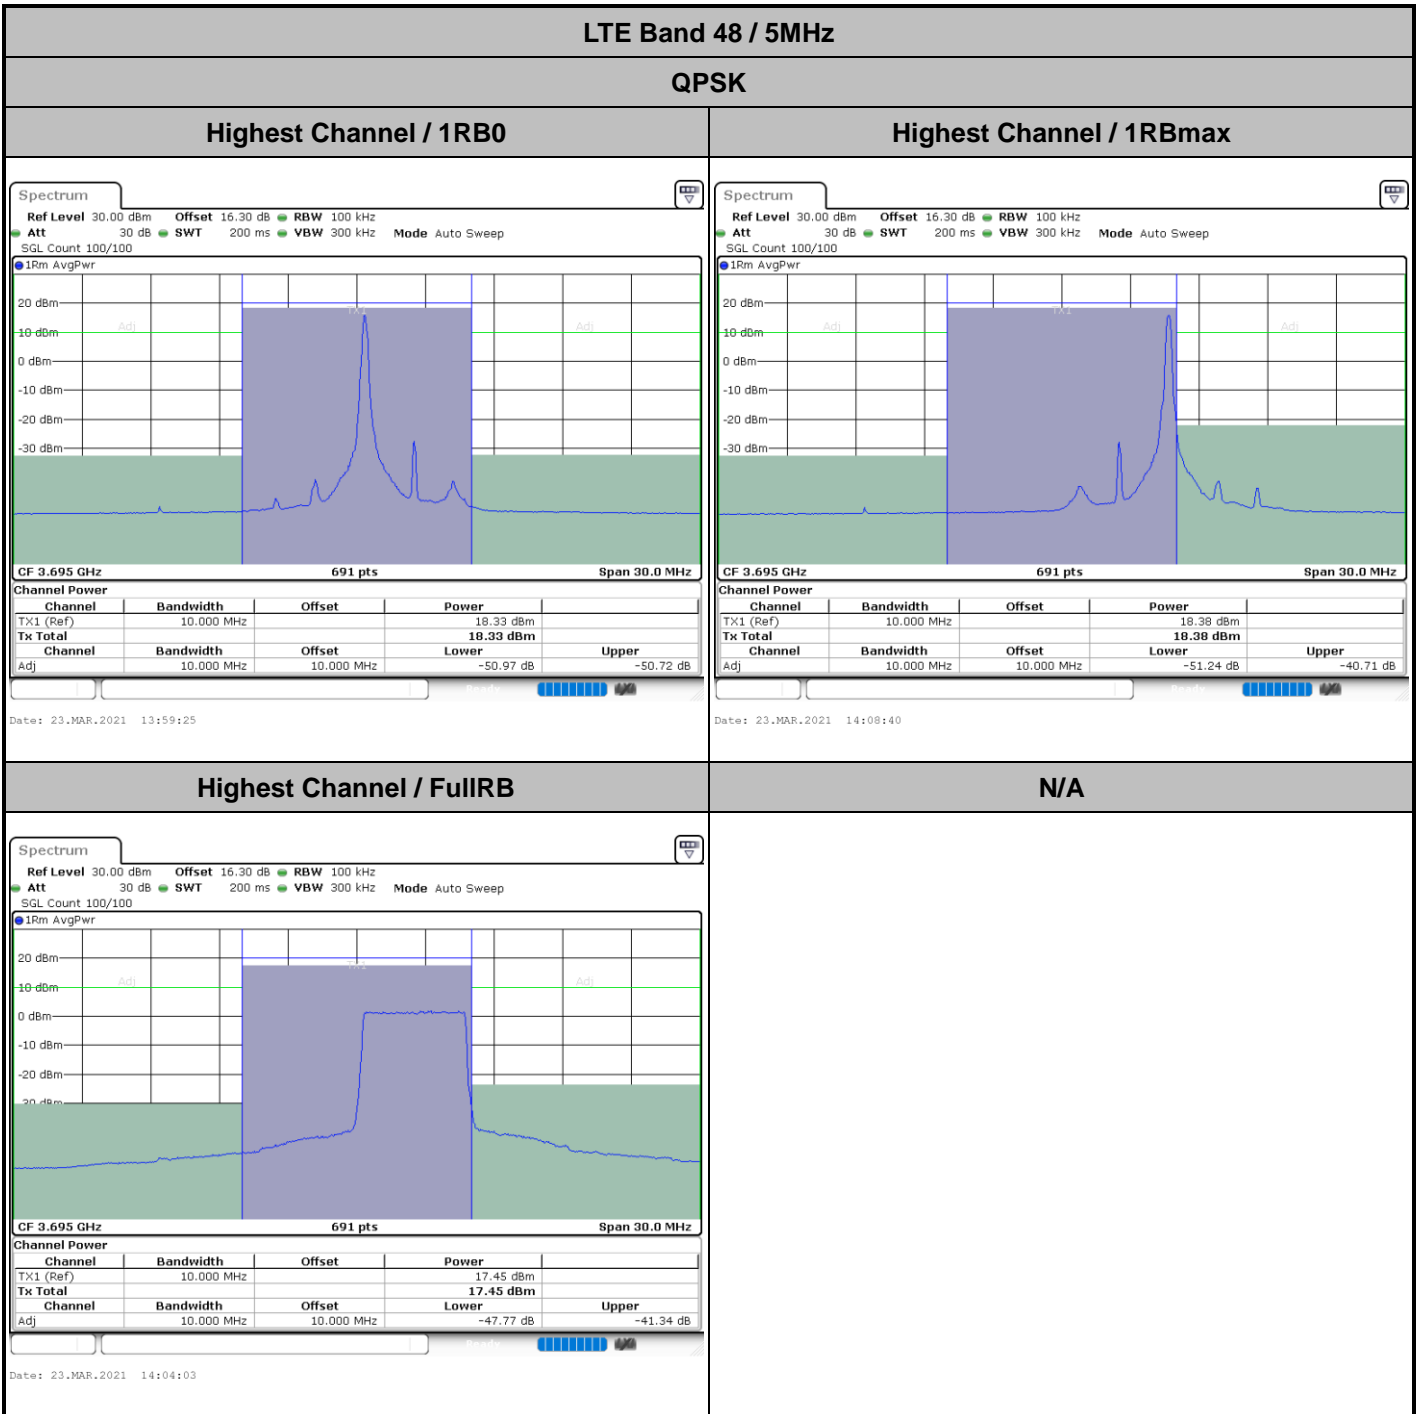 LTE Band 48 / 5MHz
QPSK
Highest Channel / 1RB0
Spectrum
Ref Level 30.00 dBm Offset 16.30 dB RBW 100 kHz
Att 30 dB SWT 200 ms VBW 300 kHz Mode Auto Sweep
SGL Count 100/100
1Rm AvgPwr
TX1
20 dBm
Adj Adj
10 dBm
0 dBm
-10 dBm
-20 dBm
-30 dBm
CF 3.695 GHz 691 pts Span 30.0 MHz
Channel Power
Channel Bandwidth Offset Power
TX1 (Ref) 10.000 MHz 18.33 dBm
Tx Total 18.33 dBm
Channel Bandwidth Offset Lower Upper
Adj 10.000 MHz 10.000 MHz -50.97 dB -50.72 dB
Ready
Date: 23.MAR.2021 13:59:25
Highest Channel / 1RBmax
Spectrum
Ref Level 30.00 dBm Offset 16.30 dB RBW 100 kHz
Att 30 dB SWT 200 ms VBW 300 kHz Mode Auto Sweep
SGL Count 100/100
1Rm AvgPwr
TX1
20 dBm
Adj Adj
10 dBm
0 dBm
-10 dBm
-20 dBm
-30 dBm
CF 3.695 GHz 691 pts Span 30.0 MHz
Channel Power
Channel Bandwidth Offset Power
TX1 (Ref) 10.000 MHz 18.38 dBm
Tx Total 18.38 dBm
Channel Bandwidth Offset Lower Upper
Adj 10.000 MHz 10.000 MHz -51.24 dB -40.71 dB
Ready
Date: 23.MAR.2021 14:08:40
Highest Channel / FullRB
Spectrum
Ref Level 30.00 dBm Offset 16.30 dB RBW 100 kHz
Att 30 dB SWT 200 ms VBW 300 kHz Mode Auto Sweep
SGL Count 100/100
1Rm AvgPwr
20 dBm
TX1
Adj Adj
10 dBm
0 dBm
-10 dBm
-20 dBm
-30 dBm
CF 3.695 GHz 691 pts Span 30.0 MHz
Channel Power
Channel Bandwidth Offset Power
TX1 (Ref) 10.000 MHz 17.45 dBm
Tx Total 17.45 dBm
Channel Bandwidth Offset Lower Upper
Adj 10.000 MHz 10.000 MHz -47.77 dB -41.34 dB
Ready
Date: 23.MAR.2021 14:04:03
N/A